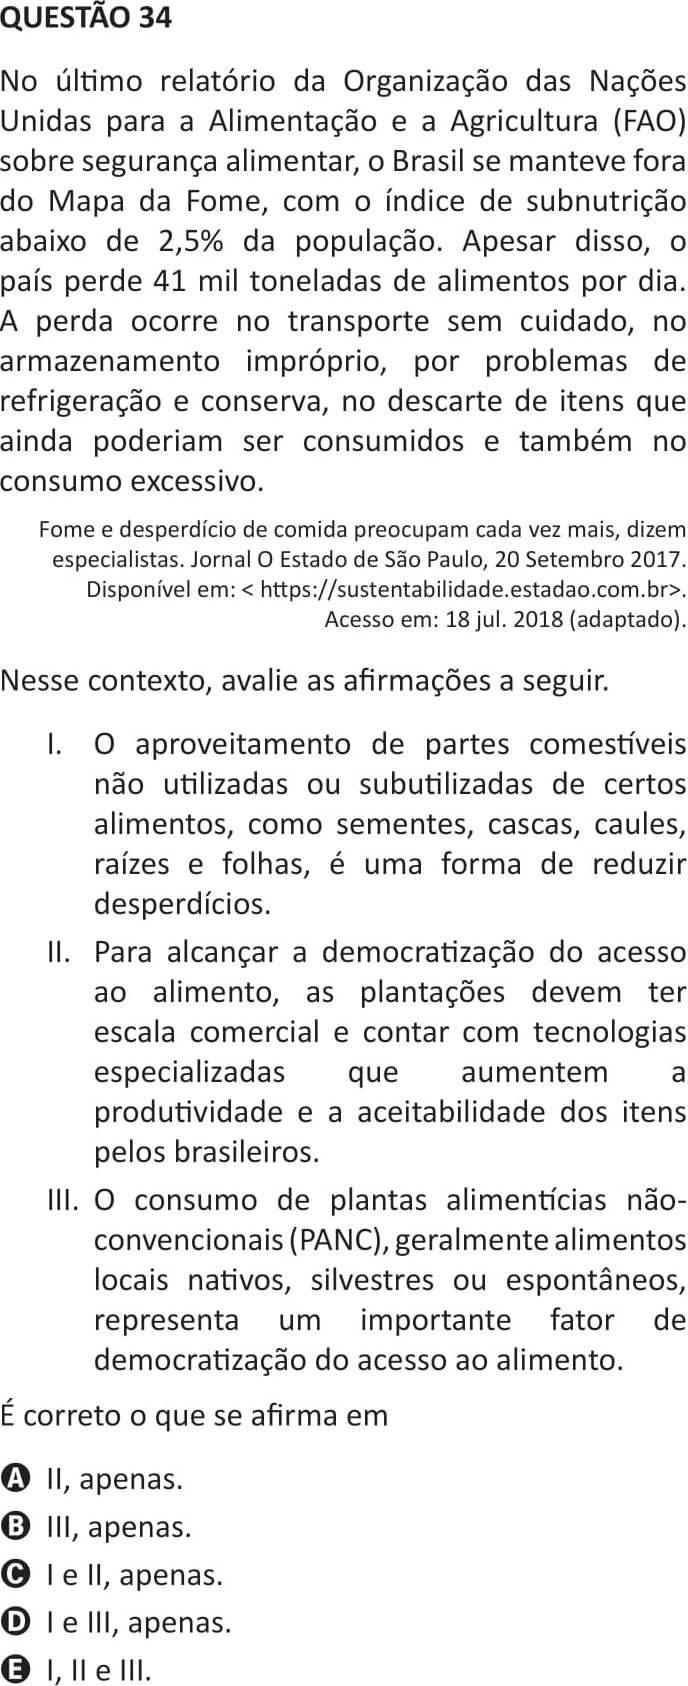 QUESTÃO 34
No último relatório da Organização das Nações
Unidas para a Alimentação e a Agricultura (FAO)
sobre segurança alimentar, o Brasil se manteve fora
do Mapa da Fome, com o índice de subnutrição
abaixo de 2,5% da população. Apesar disso, o
país perde 41 mil toneladas de alimentos por dia.
A perda ocorre no transporte sem cuidado, no
armazenamento impróprio, por problemas de
refrigeração e conserva, no descarte de itens que
ainda poderiam ser consumidos e também no
consumo excessivo.
Fome e desperdício de comida preocupam cada vez mais, dizem
especialistas. Jornal O Estado de São Paulo, 20 Setembro 2017.
Disponível em: < https://sustentabilidade.estadao.com.br>.
Acesso em: 18 jul. 2018 (adaptado).
Nesse contexto, avalie as afirmações a seguir.
I. O aproveitamento de partes comestíveis
não utilizadas ou subutilizadas de certos
alimentos, como sementes, cascas, caules,
raízes e folhas, é uma forma de reduzir
desperdícios.
II. Para alcançar a democratização do acesso
ao alimento, as plantações devem ter
escala comercial e contar com tecnologias
especializadas que aumentem a
produtividade e a aceitabilidade dos itens
pelos brasileiros.
III. O consumo de plantas alimentícias não-
convencionais (PANC), geralmente alimentos
locais nativos, silvestres ou espontâneos,
representa um importante fator de
democratização do acesso ao alimento.
É correto o que se afirma em
A II, apenas.
B III, apenas.
C I e II, apenas.
D I e III, apenas.
E I, II e III.